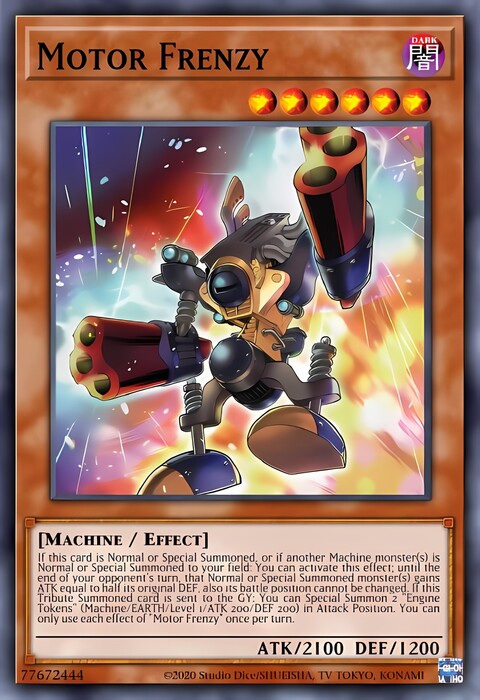 Motor Frenzy
DARK
闇
[Machine / Effect]
If this card is Normal or Special Summoned, or if another Machine monster(s) is
Normal or Special Summoned to your field: You can activate this effect; until the
end of your opponent's turn, that Normal or Special Summoned monster(s) gains
ATK equal to half its original DEF, also its battle position cannot be changed. If this
Tribute Summoned card is sent to the GY: You can Special Summon 2 "Engine
Tokens" (Machine/EARTH/Level 1/ATK 200/DEF 200) in Attack Position. You can
only use each effect of "Motor Frenzy" once per turn.
ATK/2100 DEF/1200
77672444
©2020 Studio Dice/SHUEISHA, TV TOKYO, KONAMI